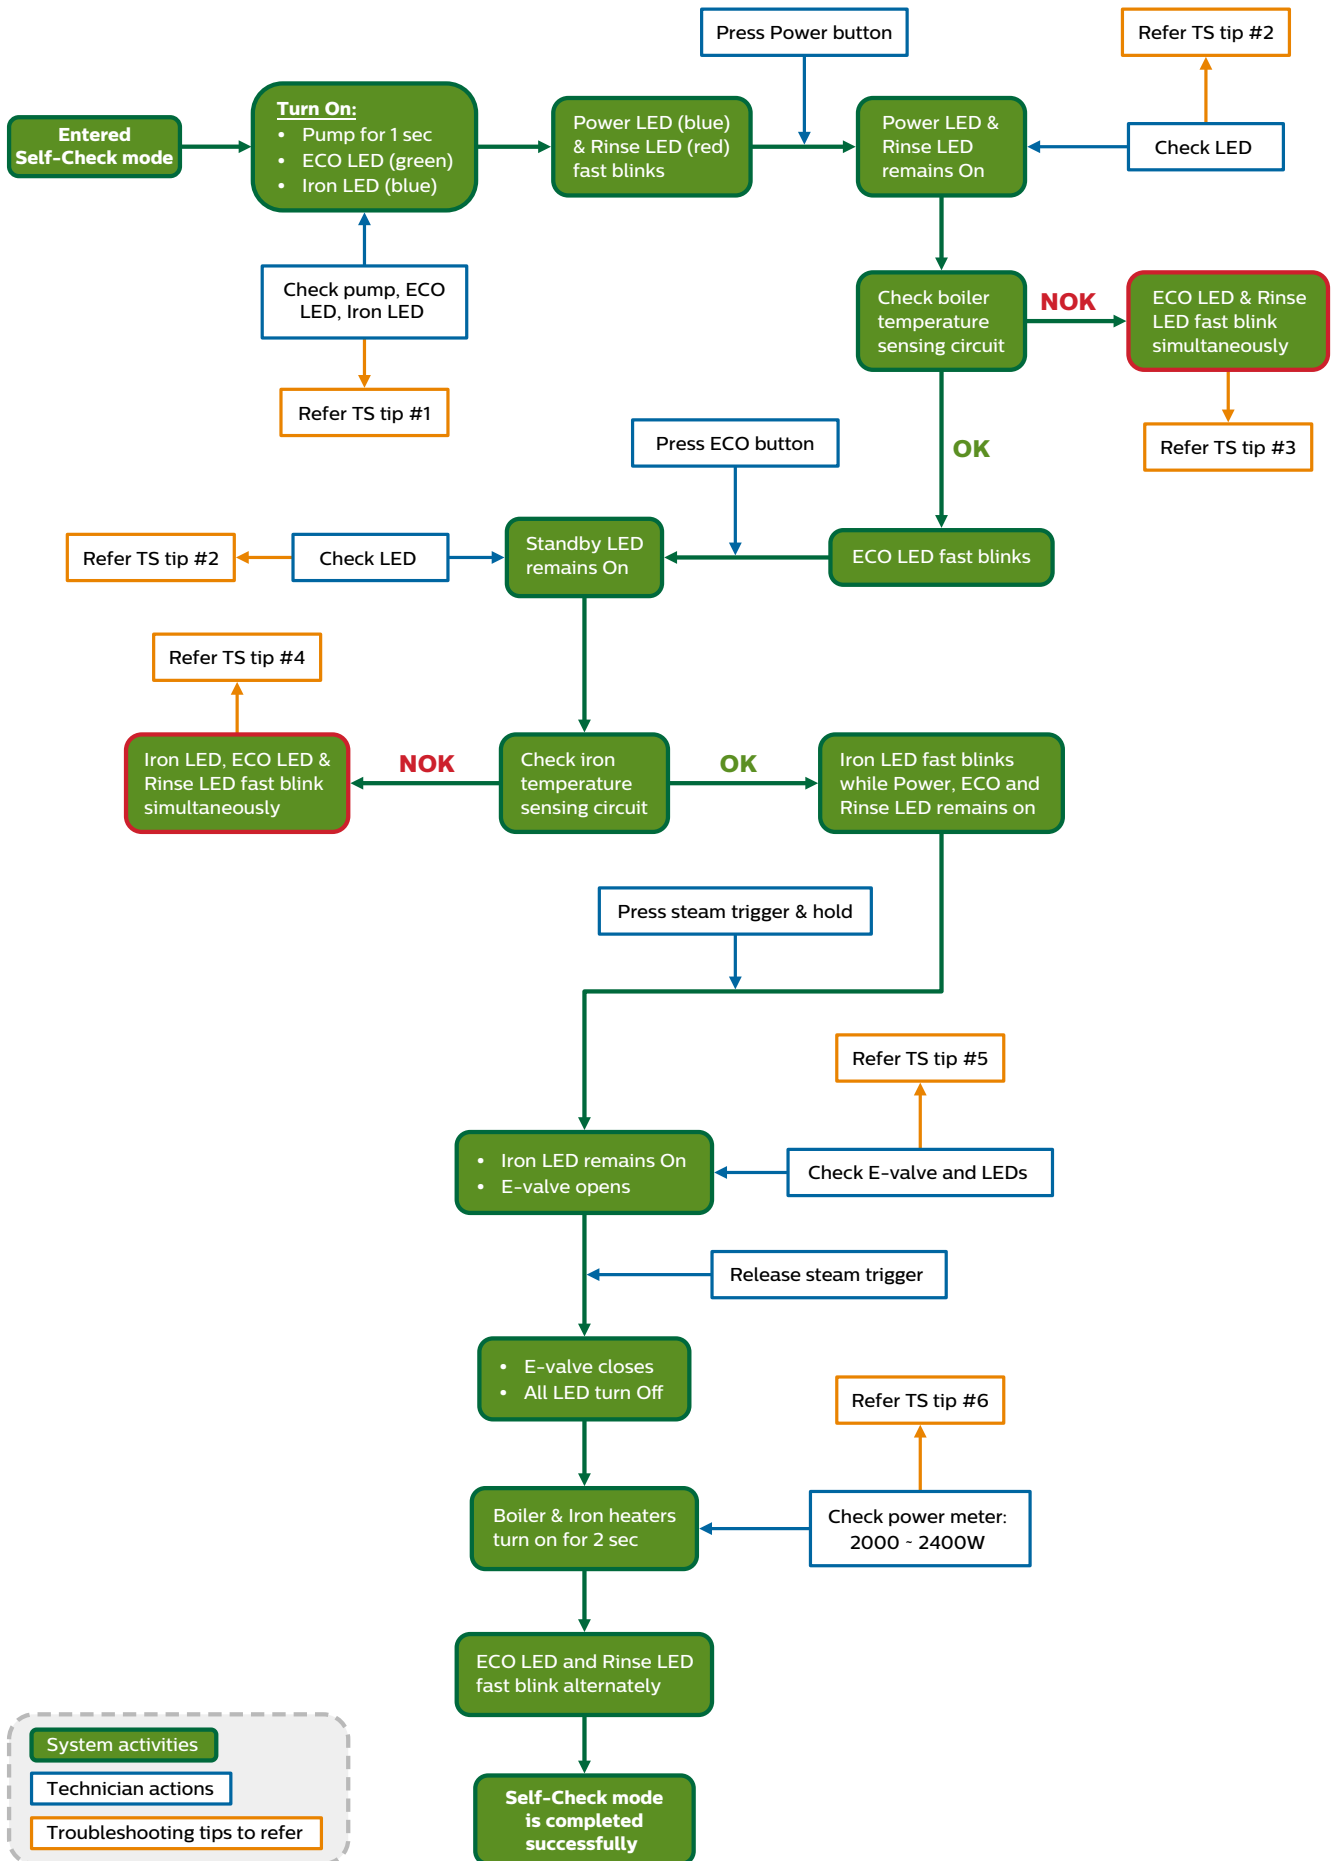 Press Power button
Refer TS tip #2
Entered
Self-Check mode
Turn On:
• Pump for 1 sec
• ECO LED (green)
• Iron LED (blue)
Power LED (blue)
& Rinse LED (red)
fast blinks
Power LED &
Rinse LED
remains On
Check LED
Check pump, ECO
LED, Iron LED
Refer TS tip #1
Check boiler
temperature
sensing circuit
NOK
ECO LED & Rinse
LED fast blink
simultaneously
Refer TS tip #3
OK
Press ECO button
ECO LED fast blinks
Standby LED
remains On
Check LED
Refer TS tip #2
Refer TS tip #4
Iron LED, ECO LED &
Rinse LED fast blink
simultaneously
NOK
Check iron
temperature
sensing circuit
OK
Iron LED fast blinks
while Power, ECO and
Rinse LED remains on
Press steam trigger & hold
Refer TS tip #5
• Iron LED remains On
• E-valve opens
Check E-valve and LEDs
Release steam trigger
• E-valve closes
• All LED turn Off
Refer TS tip #6
Boiler & Iron heaters
turn on for 2 sec
Check power meter:
2000 ~ 2400W
ECO LED and Rinse LED
fast blink alternately
Self-Check mode
is completed
successfully
System activities
Technician actions
Troubleshooting tips to refer